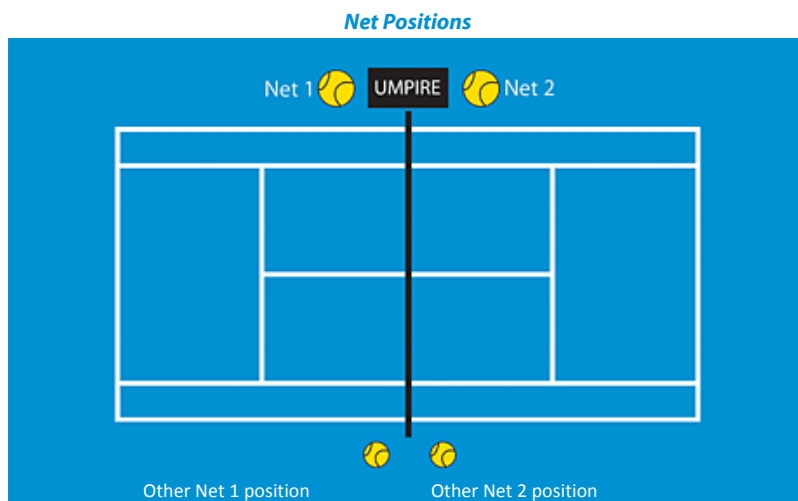 Net Positions
Net 1 UMPIRE Net 2
Other Net 1 position Other Net 2 position